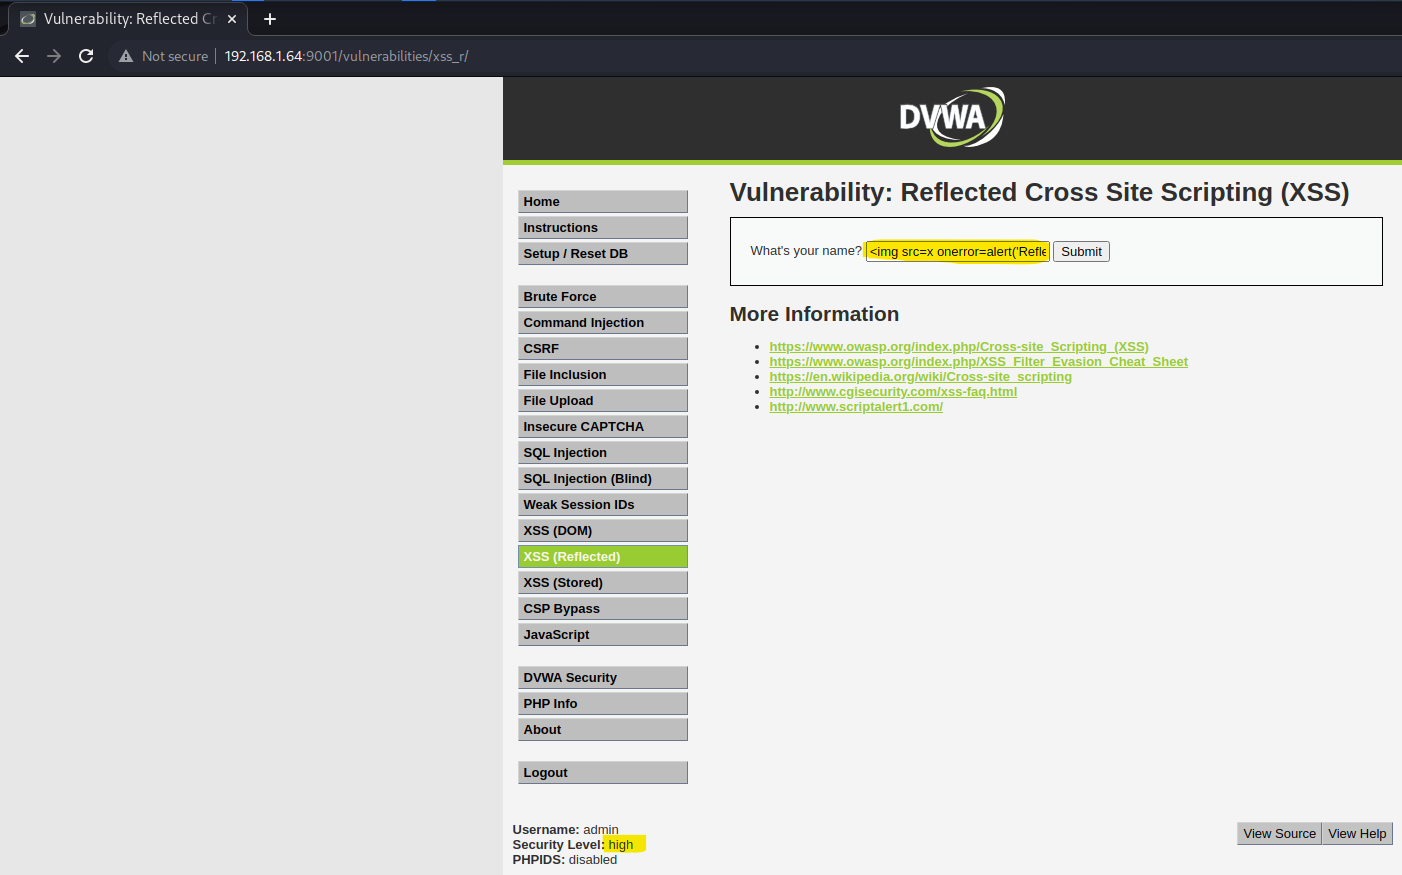 Vulnerability: Reflected Cr
Not secure 192.168.1.64:9001/vulnerabilities/xss_r/
DVWA
Home
Instructions
Setup / Reset DB
Brute Force
Command Injection
CSRF
File Inclusion
File Upload
Insecure CAPTCHA
SQL Injection
SQL Injection (Blind)
Weak Session IDs
XSS (DOM)
XSS (Reflected)
XSS (Stored)
CSP Bypass
JavaScript
DVWA Security
PHP Info
About
Logout
Vulnerability: Reflected Cross Site Scripting (XSS)
What's your name? <img src=x onerror=alert('Refle Submit
More Information
https://www.owasp.org/index.php/Cross-site_Scripting_(XSS)
https://www.owasp.org/index.php/XSS_Filter_Evasion_Cheat_Sheet
https://en.wikipedia.org/wiki/Cross-site_scripting
http://www.cgisecurity.com/xss-faq.html
http://www.scriptalert1.com/
Username: admin
Security Level: high
PHPIDS: disabled
View Source View Help